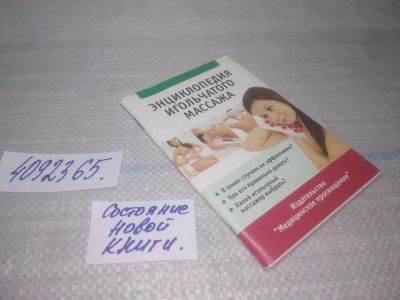 ЭНЦИКЛОПЕДИЯ
ИГОЛЬЧАТОГО
МАССАЖА
В каких случаях он эффективен?
Как его правильно делать?
Какой игольчатый
массажер выбрать?
Издательство
"Медицинское просвещение"
4092365.
Состояние
новой
книги.